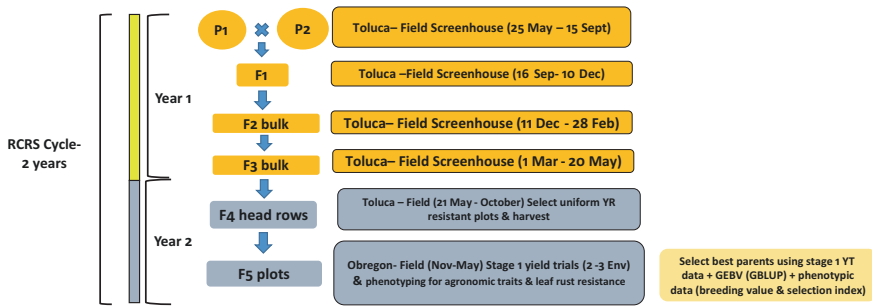 P1
P2
Toluca– Field Screenhouse (25 May – 15 Sept)
F1
Toluca –Field Screenhouse (16 Sep- 10 Dec)
Year 1
F2 bulk
Toluca– Field Screenhouse (11 Dec - 28 Feb)
RCRS Cycle-
2 years
F3 bulk
Toluca– Field Screenhouse (1 Mar - 20 May)
F4 head rows
Toluca – Field (21 May - October) Select uniform YR
resistant plots & harvest
Year 2
F5 plots
Obregon- Field (Nov-May) Stage 1 yield trials (2 -3 Env)
& phenotyping for agronomic traits & leaf rust resistance
Select best parents using stage 1 YT
data + GEBV (GBLUP) + phenotypic
data (breeding value & selection index)